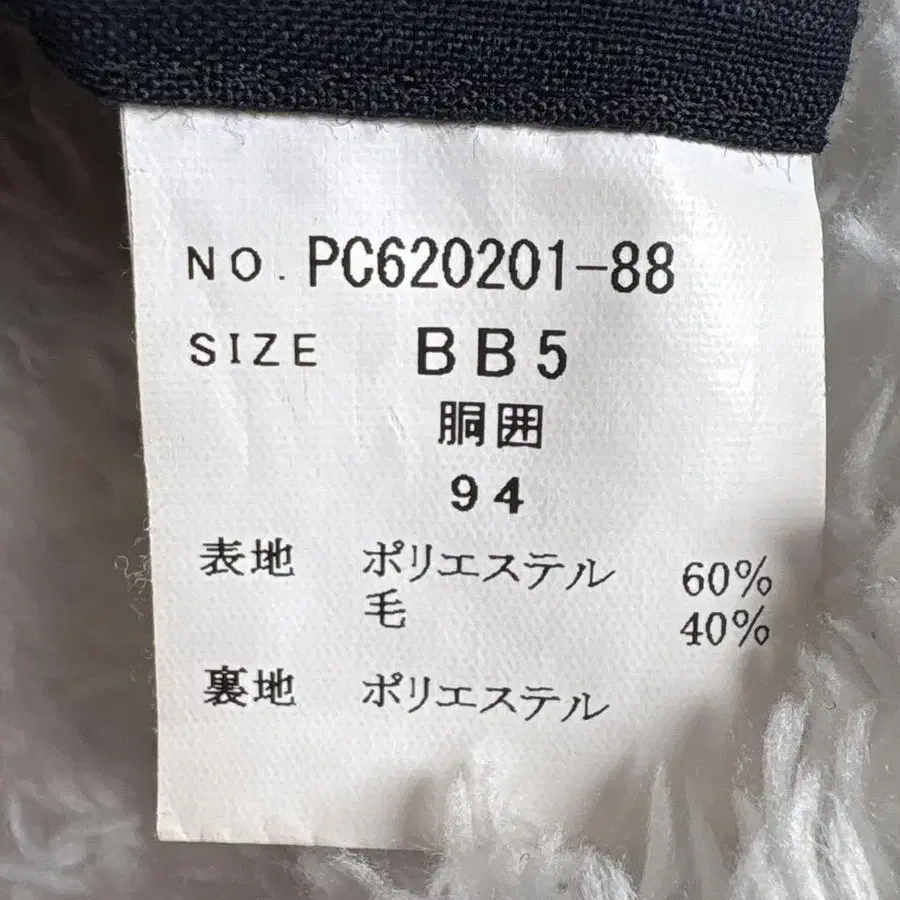 NO. PC620201-88
SIZE BB5
胴囲
94
表地 ポリエステル 60%
毛 40%
裏地 ポリエステル